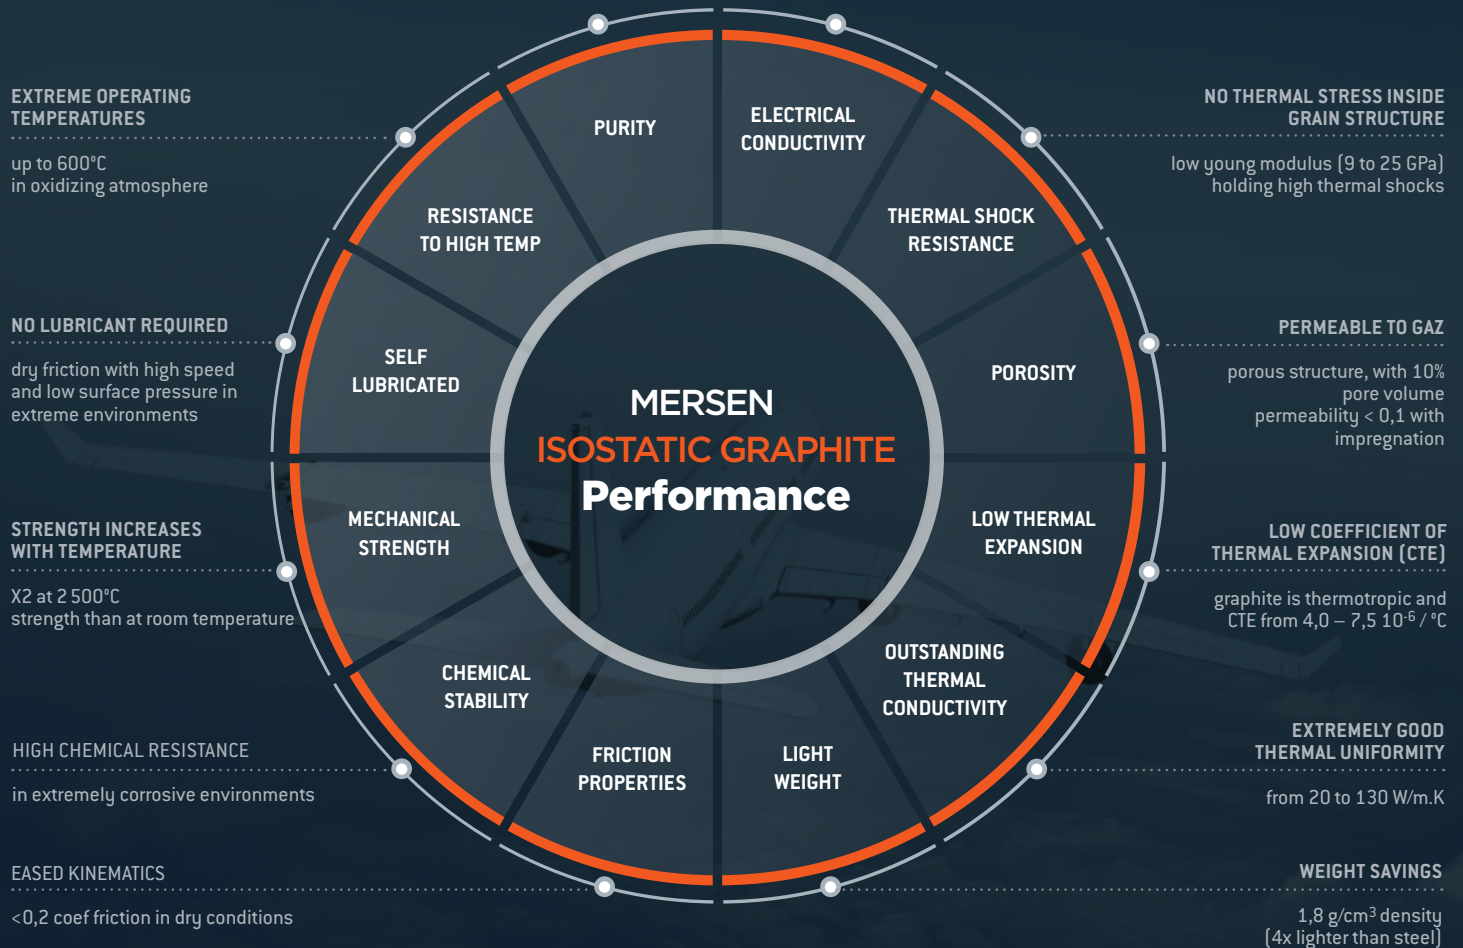 EXTREME OPERATING
TEMPERATURES
up to 600°C
in oxidizing atmosphere
NO LUBRICANT REQUIRED
dry friction with high speed
and low surface pressure in
extreme environments
STRENGTH INCREASES
WITH TEMPERATURE
X2 at 2 500°C
strength than at room temperature
HIGH CHEMICAL RESISTANCE
in extremely corrosive environments
EASED KINEMATICS
<0,2 coef friction in dry conditions
PURITY
ELECTRICAL
CONDUCTIVITY
RESISTANCE
TO HIGH TEMP
THERMAL SHOCK
RESISTANCE
SELF
LUBRICATED
POROSITY
MERSEN
ISOSTATIC GRAPHITE
Performance
MECHANICAL
STRENGTH
LOW THERMAL
EXPANSION
CHEMICAL
STABILITY
OUTSTANDING
THERMAL
CONDUCTIVITY
FRICTION
PROPERTIES
LIGHT
WEIGHT
NO THERMAL STRESS INSIDE
GRAIN STRUCTURE
low young modulus (9 to 25 GPa)
holding high thermal shocks
PERMEABLE TO GAZ
porous structure, with 10%
pore volume
permeability < 0,1 with
impregnation
LOW COEFFICIENT OF
THERMAL EXPANSION (CTE)
graphite is thermotropic and
CTE from 4,0 – 7,5 10⁻⁶ / °C
EXTREMELY GOOD
THERMAL UNIFORMITY
from 20 to 130 W/m.K
WEIGHT SAVINGS
1,8 g/cm³ density
(4x lighter than steel)